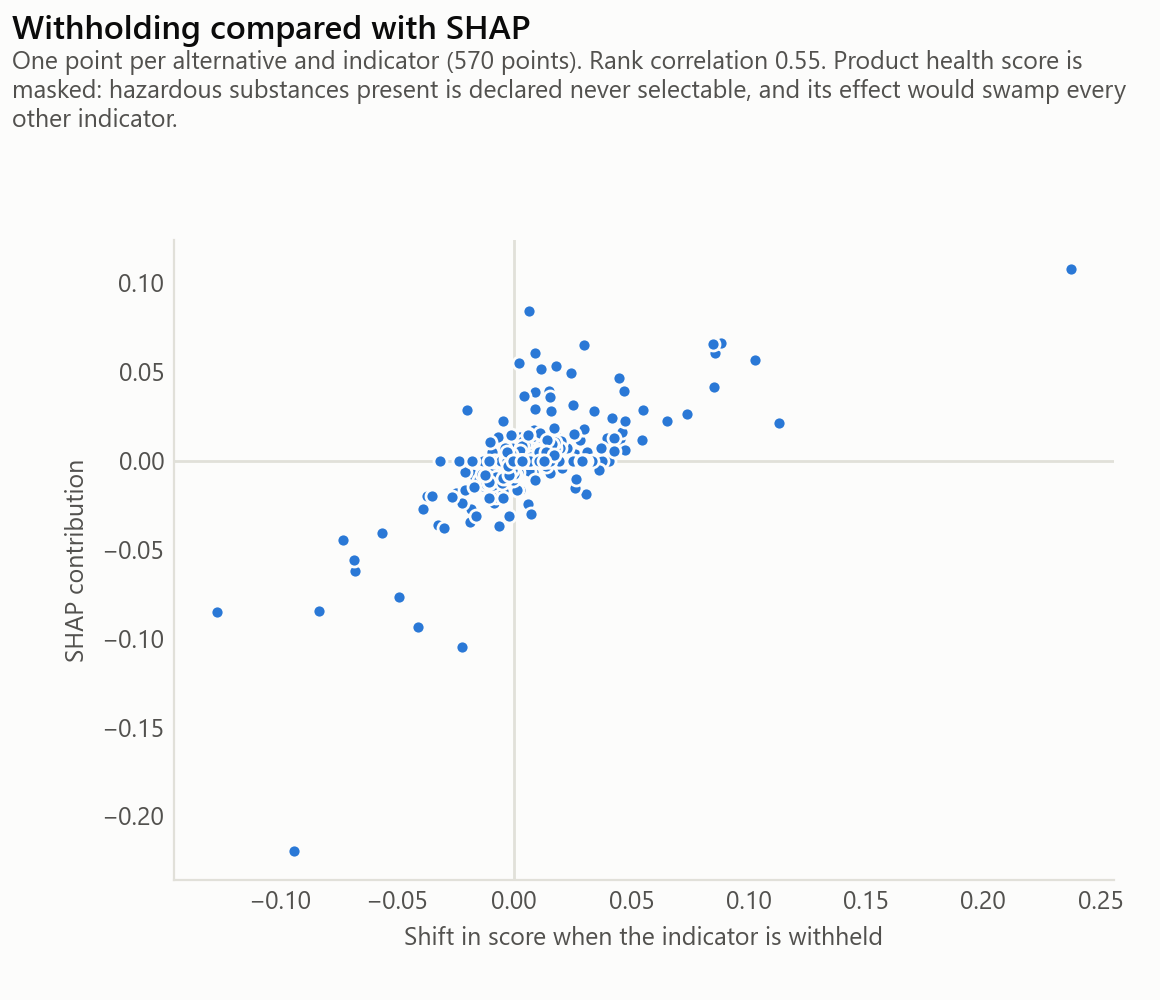 Withholding compared with SHAP
One point per alternative and indicator (570 points). Rank correlation 0.55. Product health score is
masked: hazardous substances present is declared never selectable, and its effect would swamp every
other indicator.
0.10
0.05
0.00
−0.05
−0.10
−0.15
−0.20
SHAP contribution
−0.10 −0.05 0.00 0.05 0.10 0.15 0.20 0.25
Shift in score when the indicator is withheld